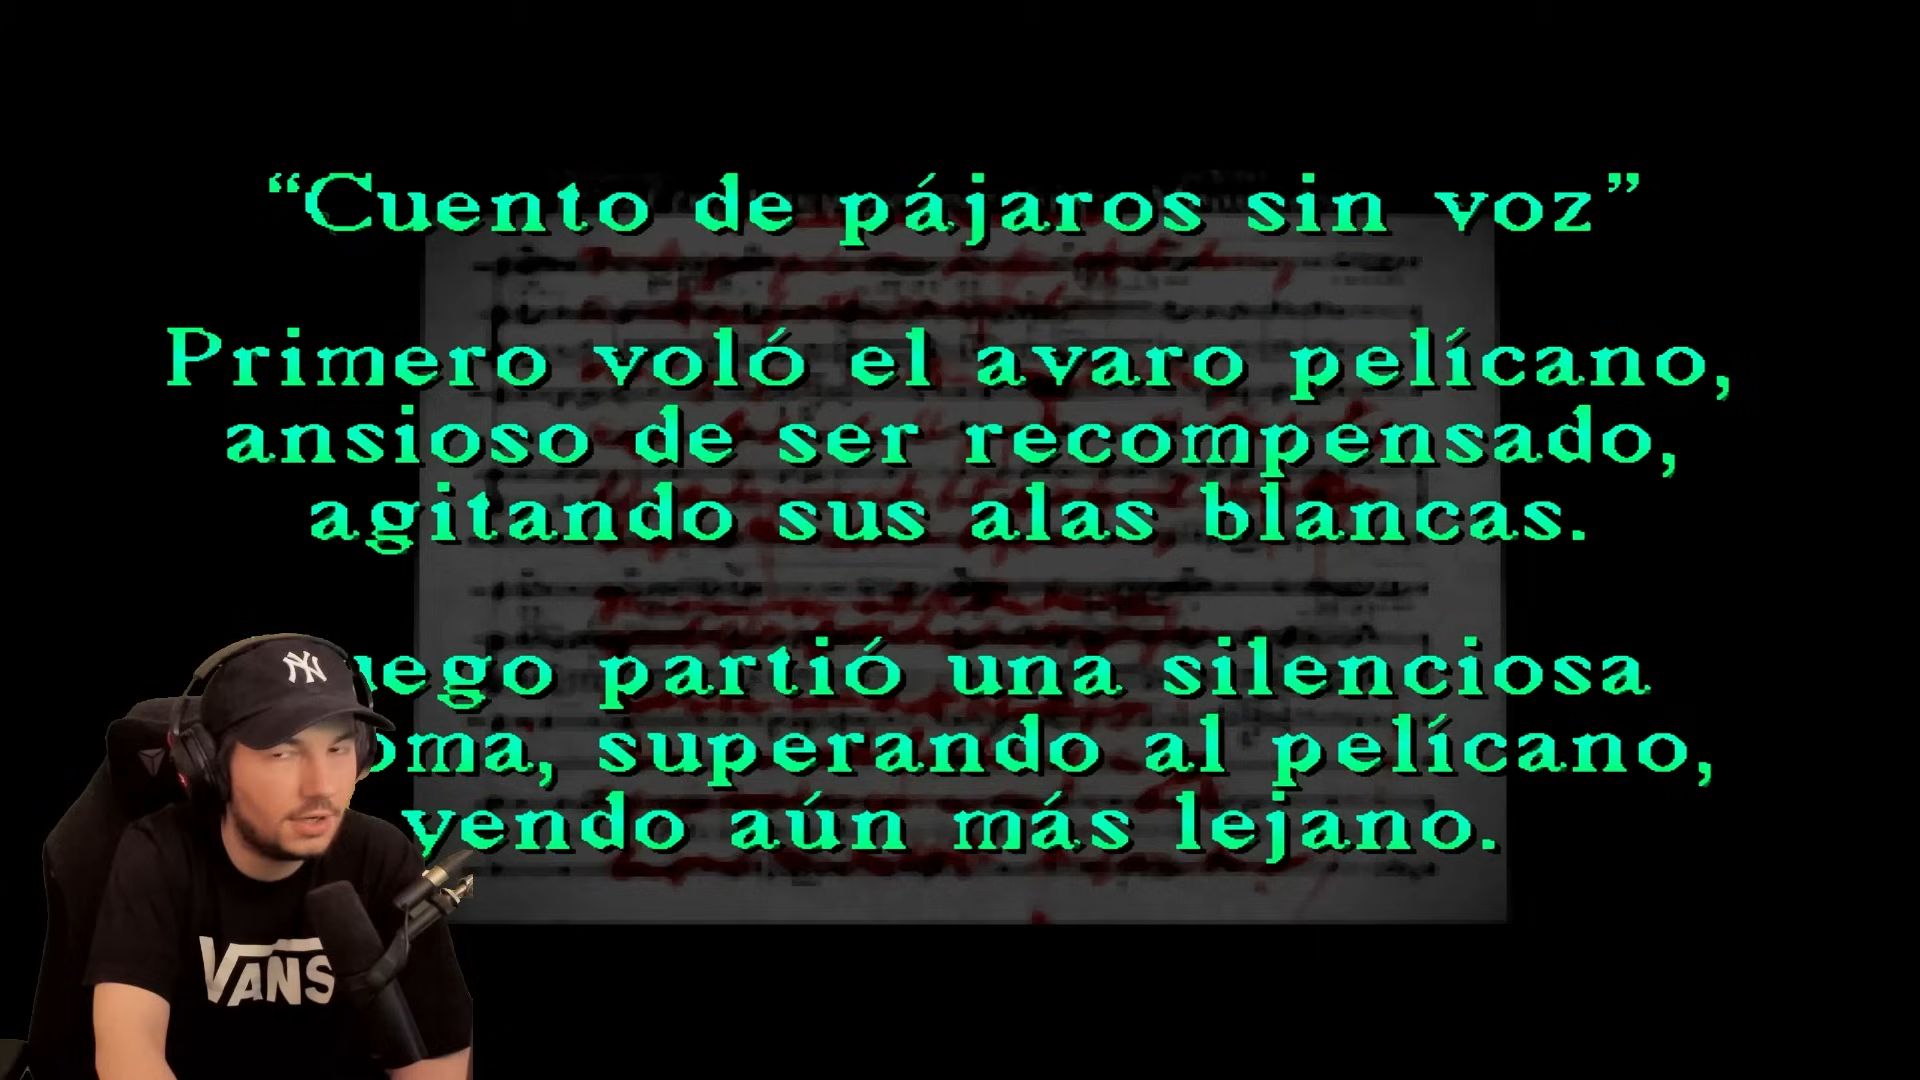 “Cuento de pájaros sin voz”
Primero voló el avaro pelícano,
ansioso de ser recompensado,
agitando sus alas blancas.
partió una silenciosa
superando al pelícano,
yendo aún más lejano.
NY
VANS